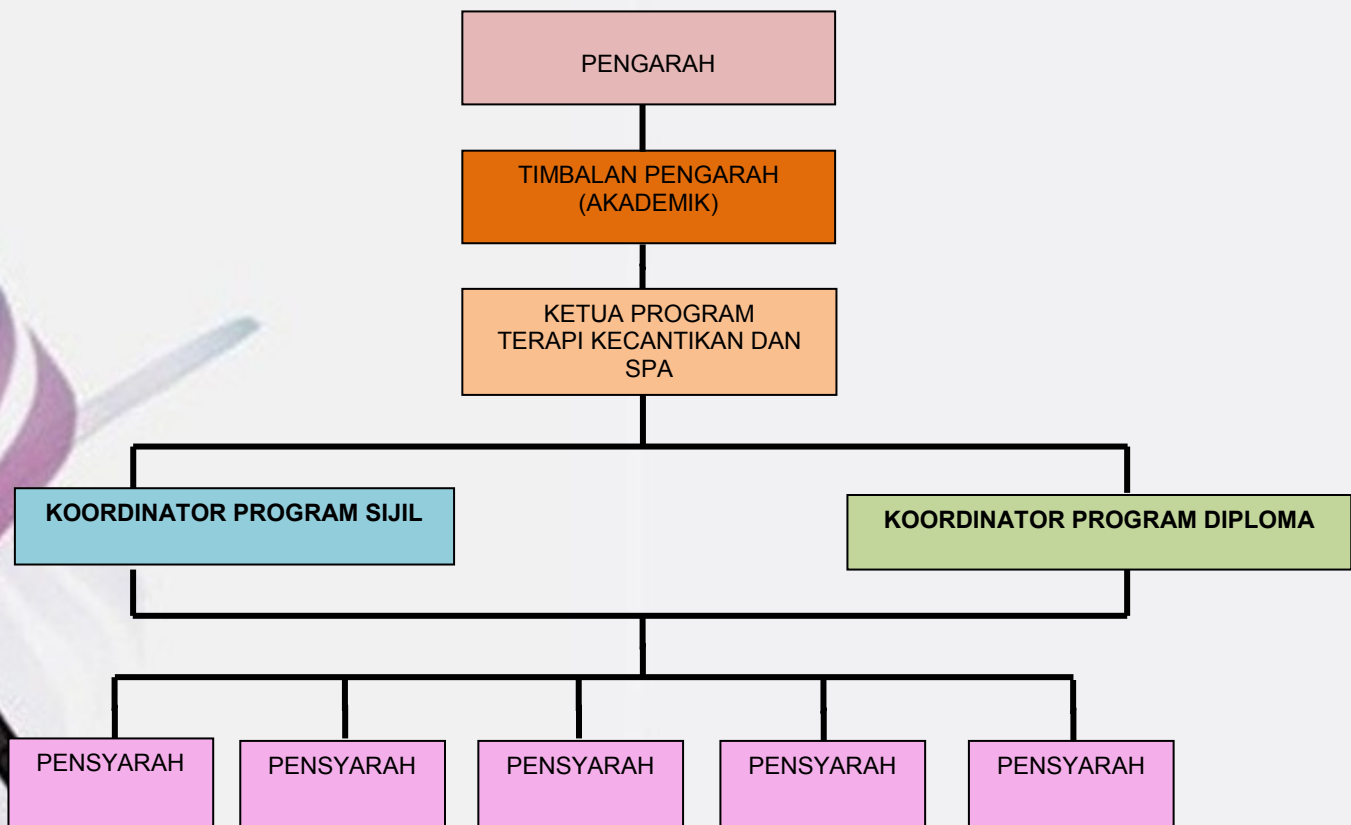 PENGARAH
TIMBALAN PENGARAH
(AKADEMIK)
KETUA PROGRAM
TERAPI KECANTIKAN DAN
SPA
KOORDINATOR PROGRAM SIJIL
KOORDINATOR PROGRAM DIPLOMA
PENSYARAH
PENSYARAH
PENSYARAH
PENSYARAH
PENSYARAH